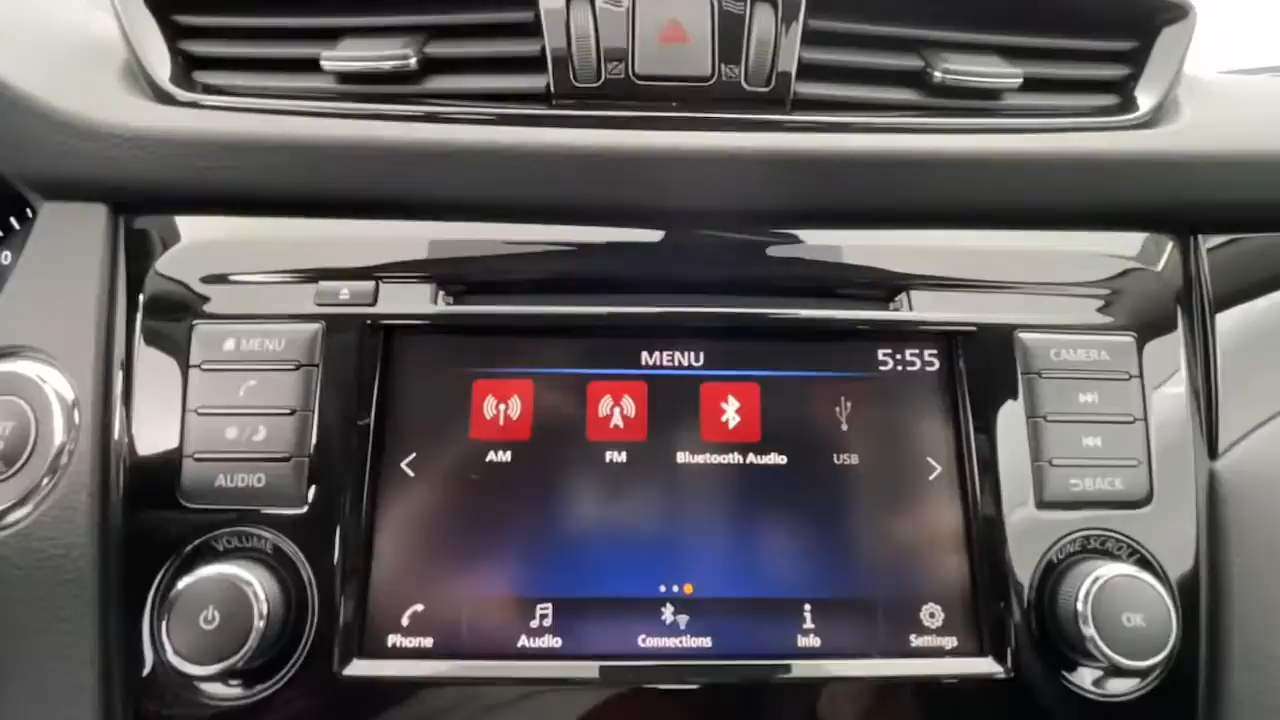 0
MENU
CAMERA
AUDIO
BACK
VOLUME
TUNE·SCROLL
OK
MENU 5:55
AM FM Bluetooth Audio USB
Phone Audio Connections Info Settings